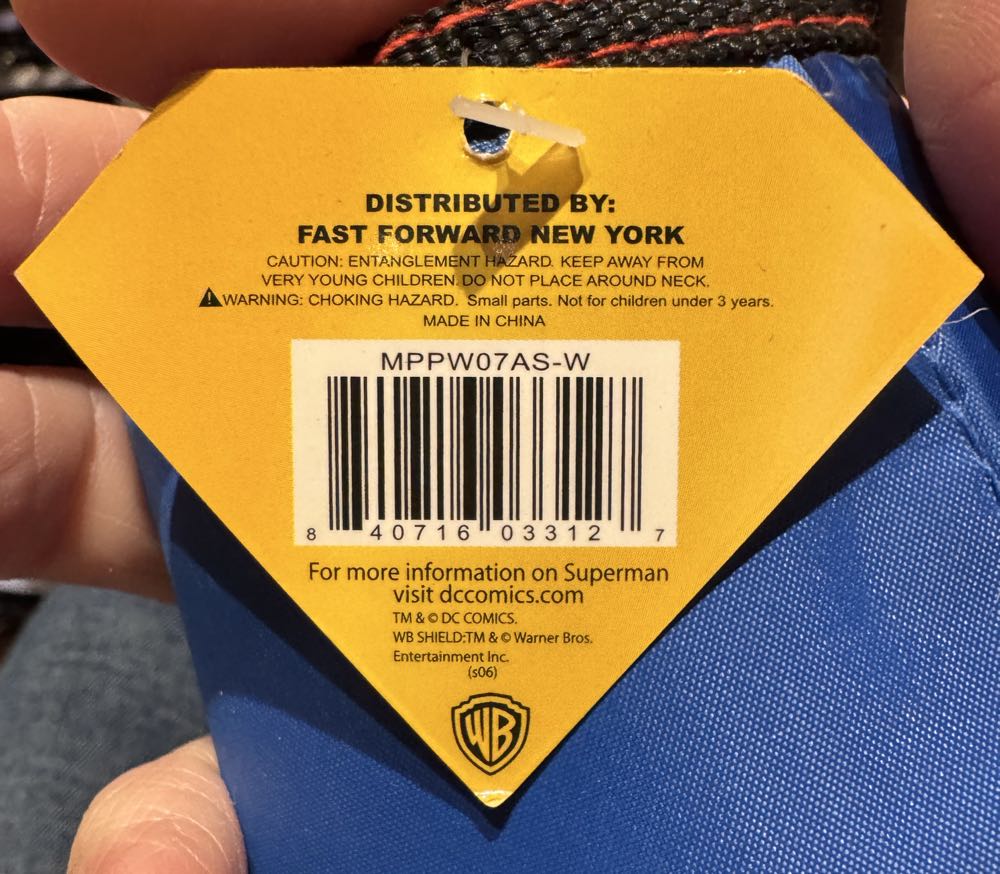 DISTRIBUTED BY:
FAST FORWARD NEW YORK
CAUTION: ENTANGLEMENT HAZARD. KEEP AWAY FROM
VERY YOUNG CHILDREN. DO NOT PLACE AROUND NECK.
⚠WARNING: CHOKING HAZARD. Small parts. Not for children under 3 years.
MADE IN CHINA
MPPW07AS-W
8 40716 03312 7
For more information on Superman
visit dccomics.com
TM & © DC COMICS.
WB SHIELD:TM & © Warner Bros.
Entertainment Inc.
(s06)
WB